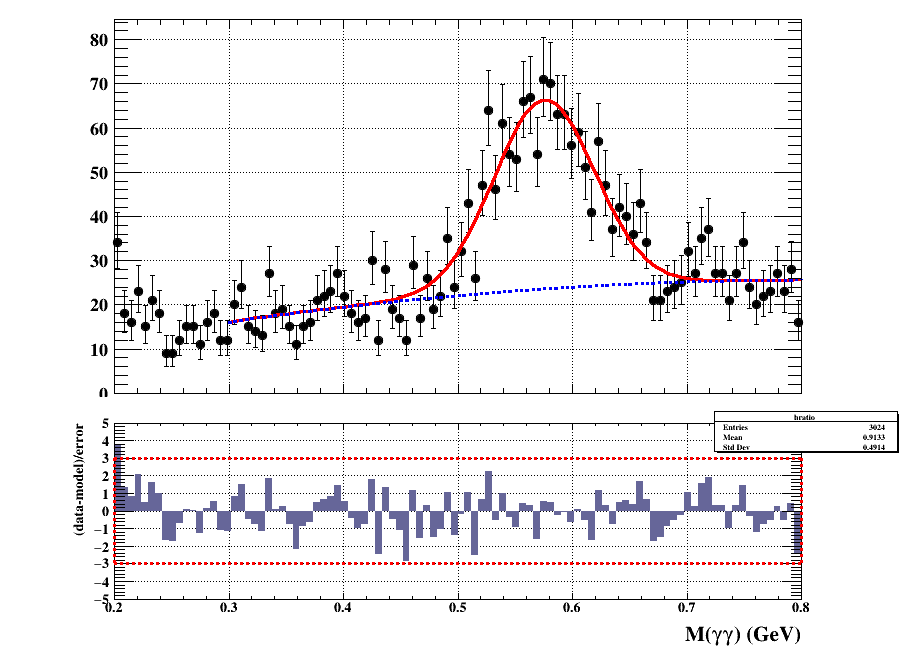 80
70
60
50
40
30
20
10
0
hratio
Entries 3024
Mean 0.9133
Std Dev 0.4914
(data-model)/error
5
4
3
2
1
0
−1
−2
−3
−4
−5
0.2 0.3 0.4 0.5 0.6 0.7 0.8
M(γγ) (GeV)